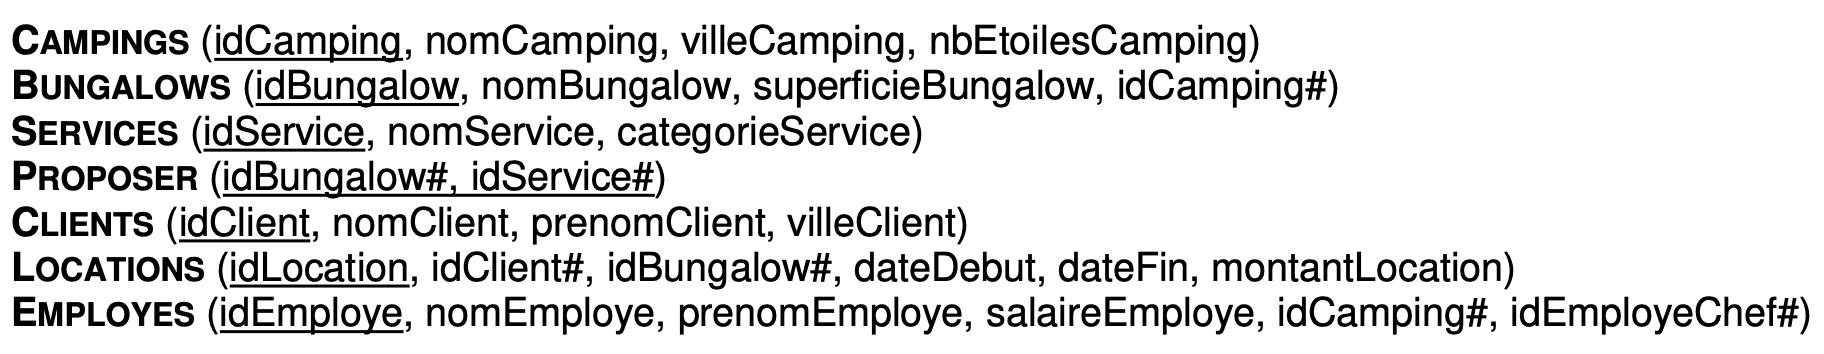 CAMPINGS (idCamping, nomCamping, villeCamping, nbEtoilesCamping)
BUNGALOWS (idBungalow, nomBungalow, superficieBungalow, idCamping#)
SERVICES (idService, nomService, categorieService)
PROPOSER (idBungalow#, idService#)
CLIENTS (idClient, nomClient, prenomClient, villeClient)
LOCATIONS (idLocation, idClient#, idBungalow#, dateDebut, dateFin, montantLocation)
EMPLOYES (idEmploye, nomEmploye, prenomEmploye, salaireEmploye, idCamping#, idEmployeChef#)